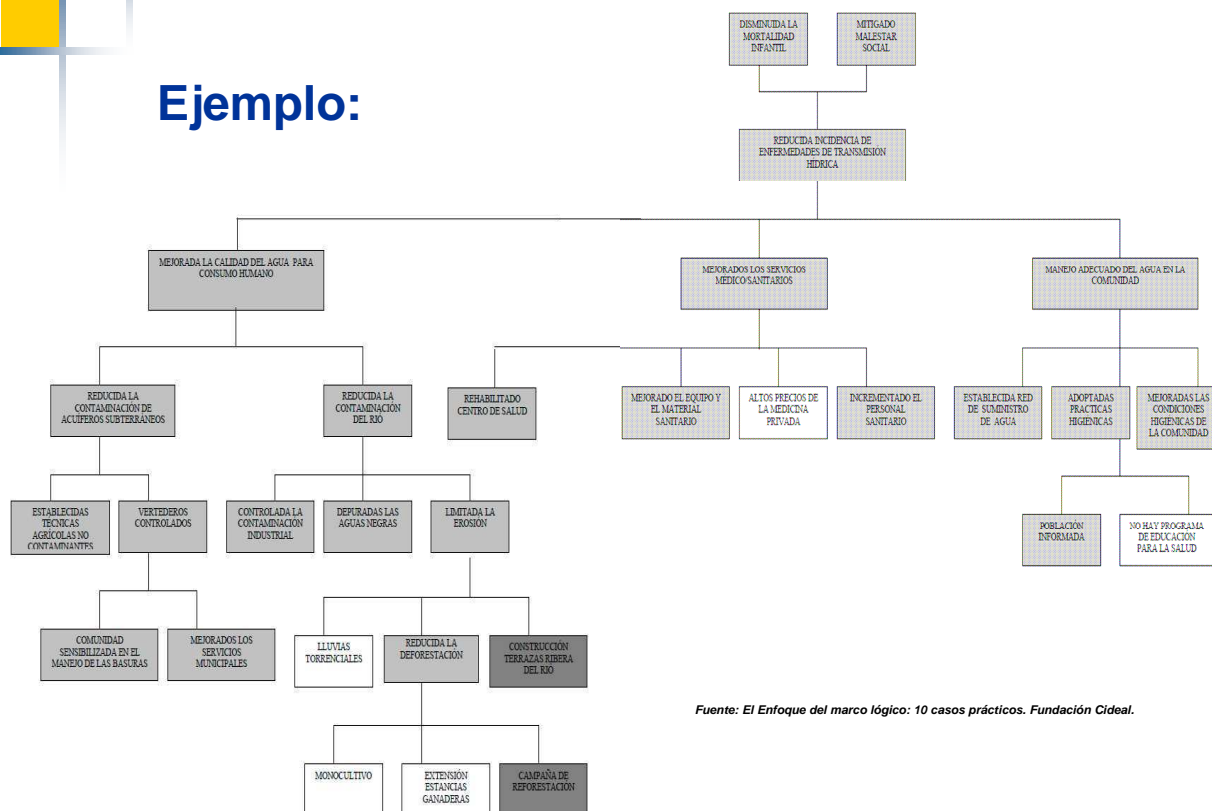 Ejemplo:
DISMINUIDA LA
MORTALIDAD
INFANTIL
MITIGADO
MALESTAR
SOCIAL
REDUCIDA INCIDENCIA DE
ENFERMEDADES DE TRANSMISIÓN
HÍDRICA
MEJORADA LA CALIDAD DEL AGUA PARA
CONSUMO HUMANO
MEJORADOS LOS SERVICIOS
MEDICO/SANITARIOS
MANEJO ADECUADO DEL AGUA EN LA
COMUNIDAD
REDUCIDA LA
CONTAMINACIÓN DE
ACUÍFEROS SUBTERRÁNEOS
REDUCIDA LA
CONTAMINACIÓN
DEL RÍO
REHABILITADO
CENTRO DE SALUD
MEJORADO EL EQUIPO Y
EL MATERIAL
SANITARIO
ALTOS PRECIOS DE
LA MEDICINA
PRIVADA
INCREMENTADO EL
PERSONAL
SANITARIO
ESTABLECIDA RED
DE SUMINISTRO
DE AGUA
ADOPTADAS
PRACTICAS
HIGIÉNICAS
MEJORADAS LAS
CONDICIONES
HIGIENICAS DE
LA COMUNIDAD
ESTABLECIDAS
TÉCNICAS
AGRÍCOLAS NO
CONTAMINANTES
VERTEDEROS
CONTROLADOS
CONTROLADA LA
CONTAMINACIÓN
INDUSTRIAL
DEPURADAS LAS
AGUAS NEGRAS
LIMITADA LA
EROSIÓN
POBLACIÓN
INFORMADA
NO HAY PROGRAMA
DE EDUCACIÓN
PARA LA SALUD
COMUNIDAD
SENSIBILIZADA EN EL
MANEJO DE LAS BASURAS
MEJORADOS LOS
SERVICIOS
MUNICIPALES
LLUVIAS
TORRENCIALES
REDUCIDA LA
DEFORESTACIÓN
CONSTRUCCIÓN
TERRAZAS RIBERA
DEL RIÓ
Fuente: El Enfoque del marco lógico: 10 casos prácticos. Fundación Cideal.
MONOCULTIVO
EXTENSIÓN
ESTANCIAS
GANADERAS
CAMPAÑA DE
REFORESTACIÓN